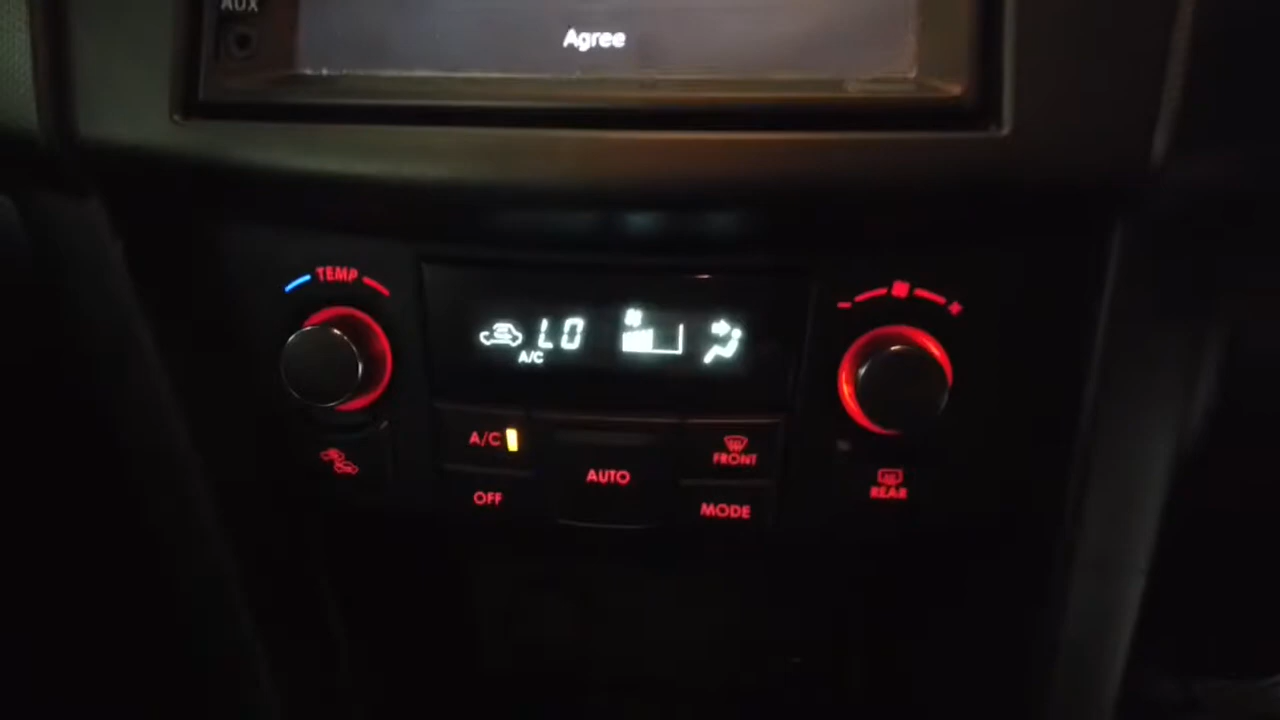 AUX
Agree
TEMP
LO
A/C
A/C
AUTO
FRONT
OFF
MODE
REAR